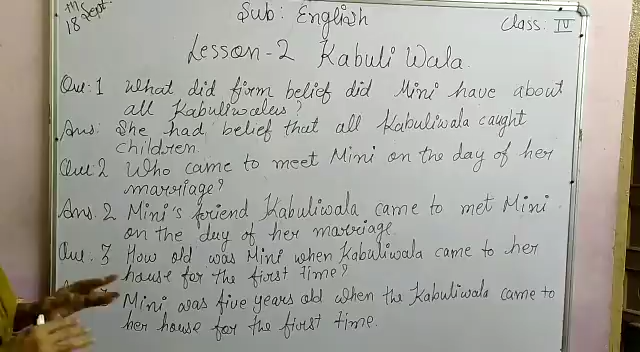 18 Sept.
Sub: English
Class. IV
Lesson-2 Kabuli Wala
Que:1 What did firm belief did Mini have about
all Kabuliwalas?
Ans: She had belief that all Kabuliwala caught
children.
Que:2 Who came to meet Mini on the day of her
marriage?
Ans.2 Mini's friend Kabuliwala came to met Mini
on the day of her marriage.
Que.3 How old was Mini when Kabuliwala came to her
house for the first time?
Mini was five years old when the Kabuliwala came to
her house for the first time.